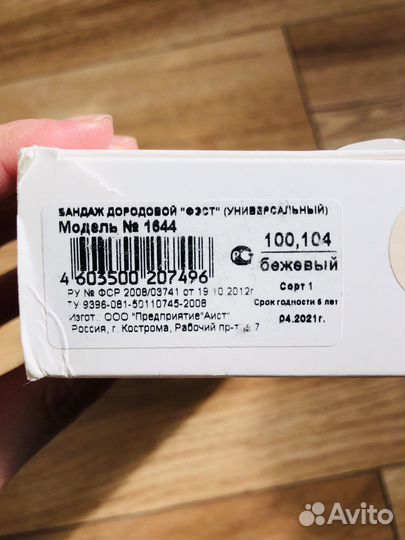 БАНДАЖ ДОРОДОВОЙ "ФЭСТ" (УНИВЕРСАЛЬНЫЙ)
Модель № 1644
4 603500 207496
РСТ
100,104
бежевый
РУ № ФСР 2008/03741 от 19.10.2012г
ТУ 9396-081-50110745-2008
Изгот.: ООО "Предприятие"Аист"
Россия, г. Кострома, Рабочий пр-т, д.7
Сорт 1
Срок годности 5 лет
04.2021г.
Avito